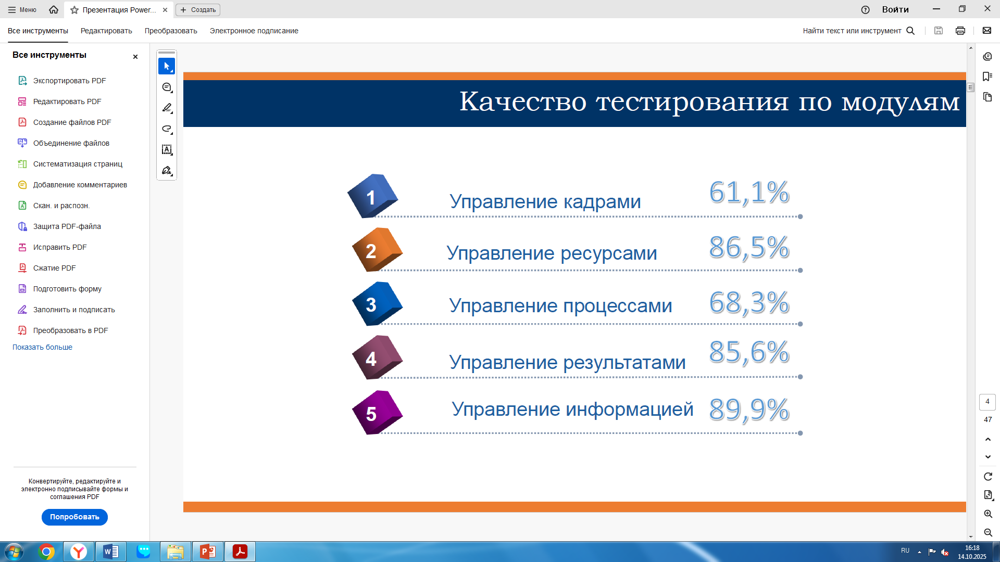 Меню
Презентация Power...
Создать
Войти
Все инструменты
Редактировать
Преобразовать
Электронное подписание
Найти текст или инструмент
Все инструменты
Экспортировать PDF
Редактировать PDF
Создание файлов PDF
Объединение файлов
Систематизация страниц
Добавление комментариев
Скан. и распозн.
Защита PDF-файла
Исправить PDF
Сжатие PDF
Подготовить форму
Заполнить и подписать
Преобразовать в PDF
Показать больше
Конвертируйте, редактируйте и
электронно подписывайте формы и
соглашения PDF
Попробовать
Качество тестирования по модулям
1 Управление кадрами 61,1%
2 Управление ресурсами 86,5%
3 Управление процессами 68,3%
4 Управление результатами 85,6%
5 Управление информацией 89,9%
4
47
RU
16:18
14.10.2025